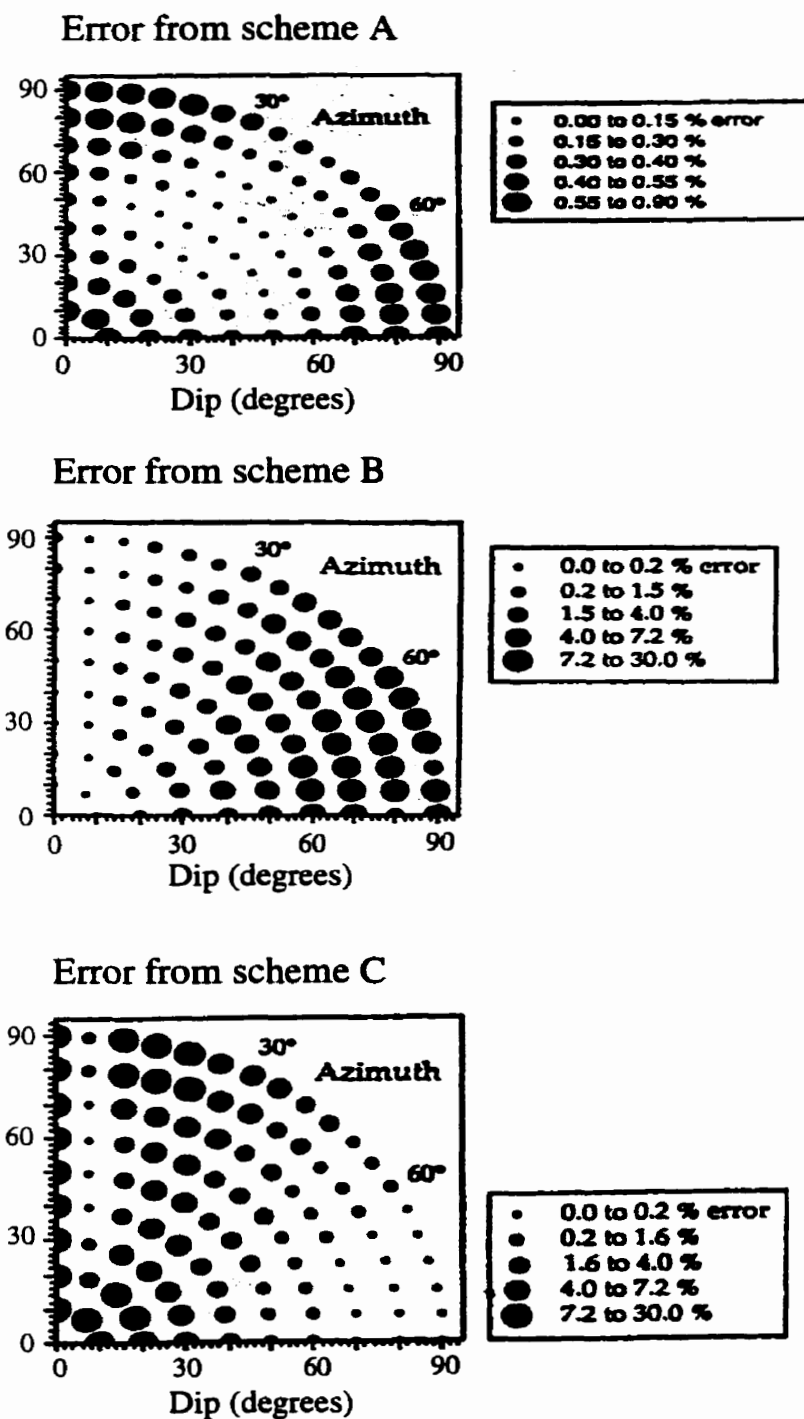 Error from scheme A
90
60
30
0
30°
Azimuth
60°
0 30 60 90
Dip (degrees)
0.00 to 0.15 % error
0.15 to 0.30 %
0.30 to 0.40 %
0.40 to 0.55 %
0.55 to 0.90 %
Error from scheme B
90
60
30
0
30°
Azimuth
60°
0 30 60 90
Dip (degrees)
0.0 to 0.2 % error
0.2 to 1.5 %
1.5 to 4.0 %
4.0 to 7.2 %
7.2 to 30.0 %
Error from scheme C
90
60
30
0
30°
Azimuth
60°
0 30 60 90
Dip (degrees)
0.0 to 0.2 % error
0.2 to 1.6 %
1.6 to 4.0 %
4.0 to 7.2 %
7.2 to 30.0 %